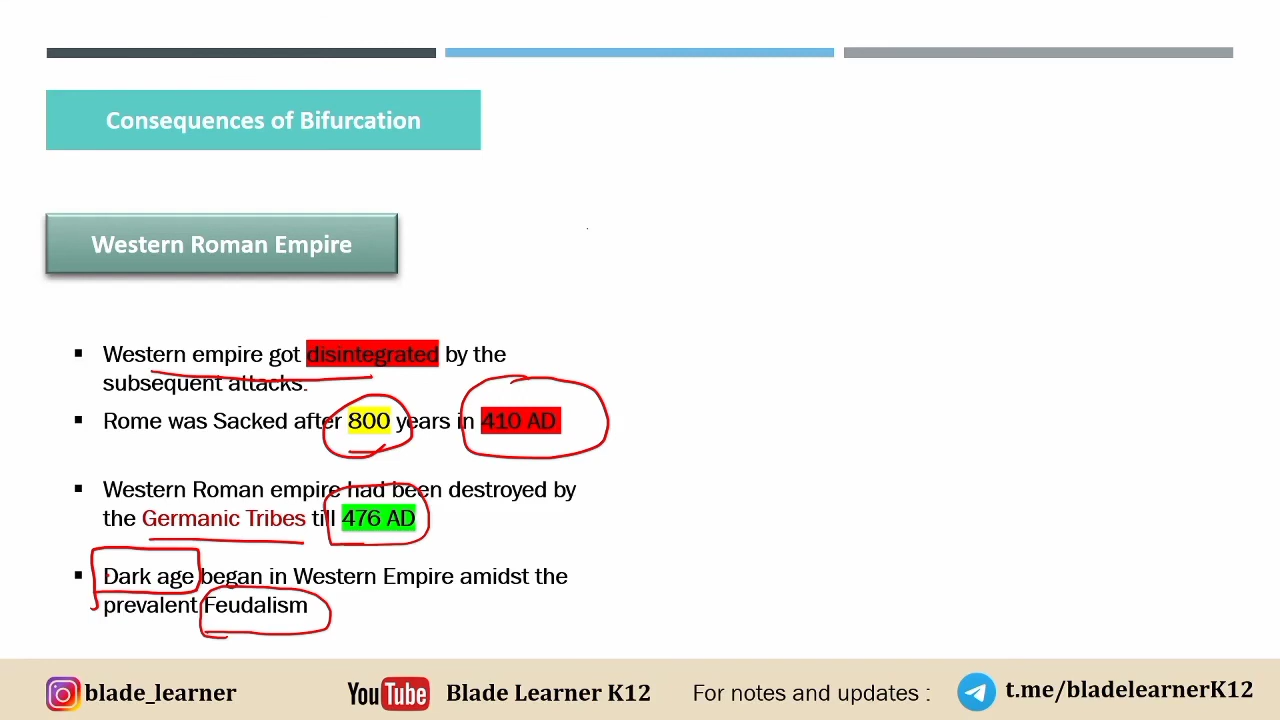 Consequences of Bifurcation
Western Roman Empire
▪ Western empire got disintegrated by the
subsequent attacks.
▪ Rome was Sacked after 800 years in 410 AD
▪ Western Roman empire had been destroyed by
the Germanic Tribes till 476 AD
▪ Dark age began in Western Empire amidst the
prevalent Feudalism
blade_learner YouTube Blade Learner K12 For notes and updates : t.me/bladelearnerK12